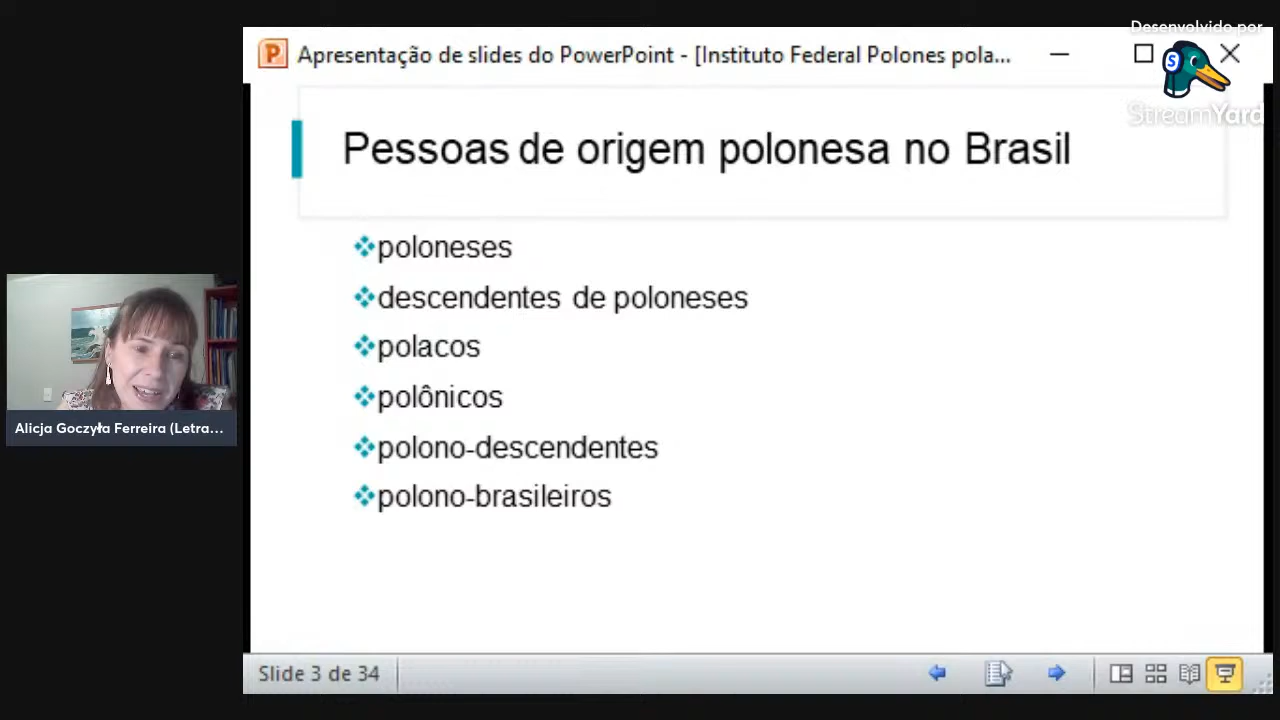 Desenvolvido por
StreamYard
Apresentação de slides do PowerPoint - [Instituto Federal Polones pola...
Pessoas de origem polonesa no Brasil
poloneses
descendentes de poloneses
polacos
polônicos
polono-descendentes
polono-brasileiros
Alicja Goczyła Ferreira (Letra...
Slide 3 de 34